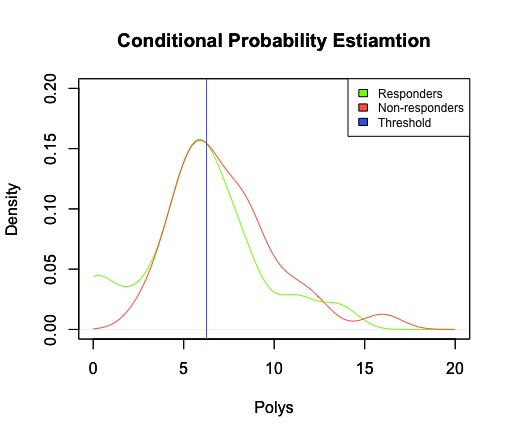 Conditional Probability Estiamtion
Responders
Non-responders
Threshold
Density
0.20
0.15
0.10
0.05
0.00
0 5 10 15 20
Polys